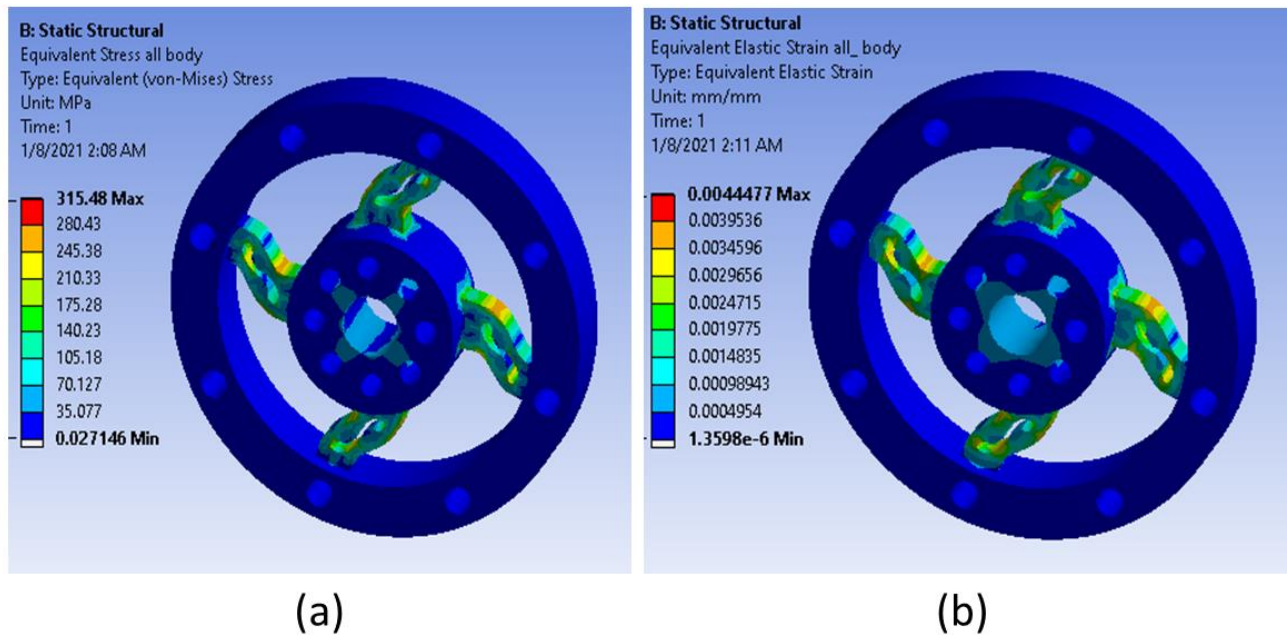 B: Static Structural
Equivalent Stress all body
Type: Equivalent (von-Mises) Stress
Unit: MPa
Time: 1
1/8/2021 2:08 AM
315.48 Max
280.43
245.38
210.33
175.28
140.23
105.18
70.127
35.077
0.027146 Min
(a)
B: Static Structural
Equivalent Elastic Strain all_ body
Type: Equivalent Elastic Strain
Unit: mm/mm
Time: 1
1/8/2021 2:11 AM
0.0044477 Max
0.0039536
0.0034596
0.0029656
0.0024715
0.0019775
0.0014835
0.00098943
0.0004954
1.3598e-6 Min
(b)